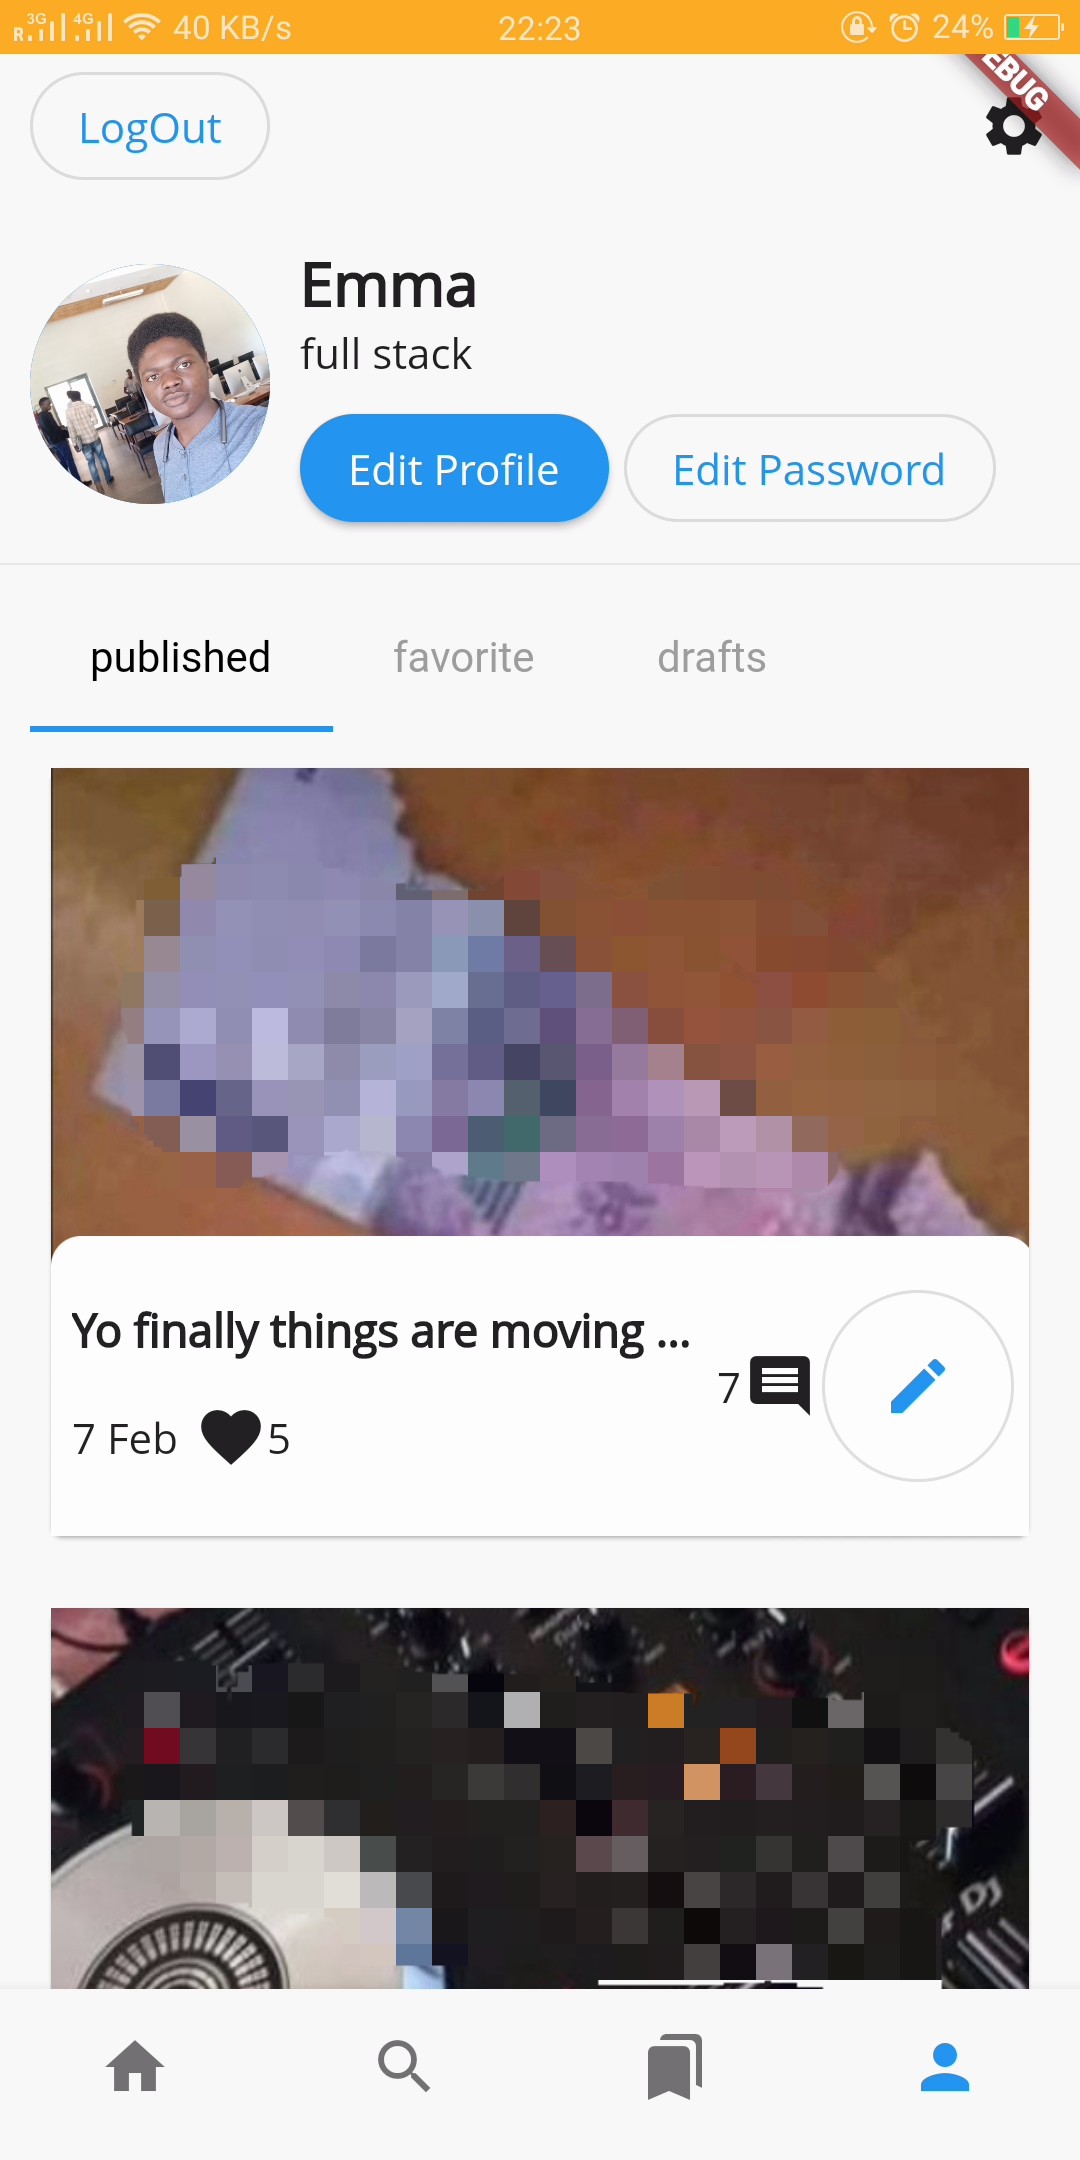 R 3G 4G 40 KB/s 22:23 24%
EBUG
LogOut
Emma
full stack
Edit Profile Edit Password
published favorite drafts
Yo finally things are moving ...
7
7 Feb 5
DJ